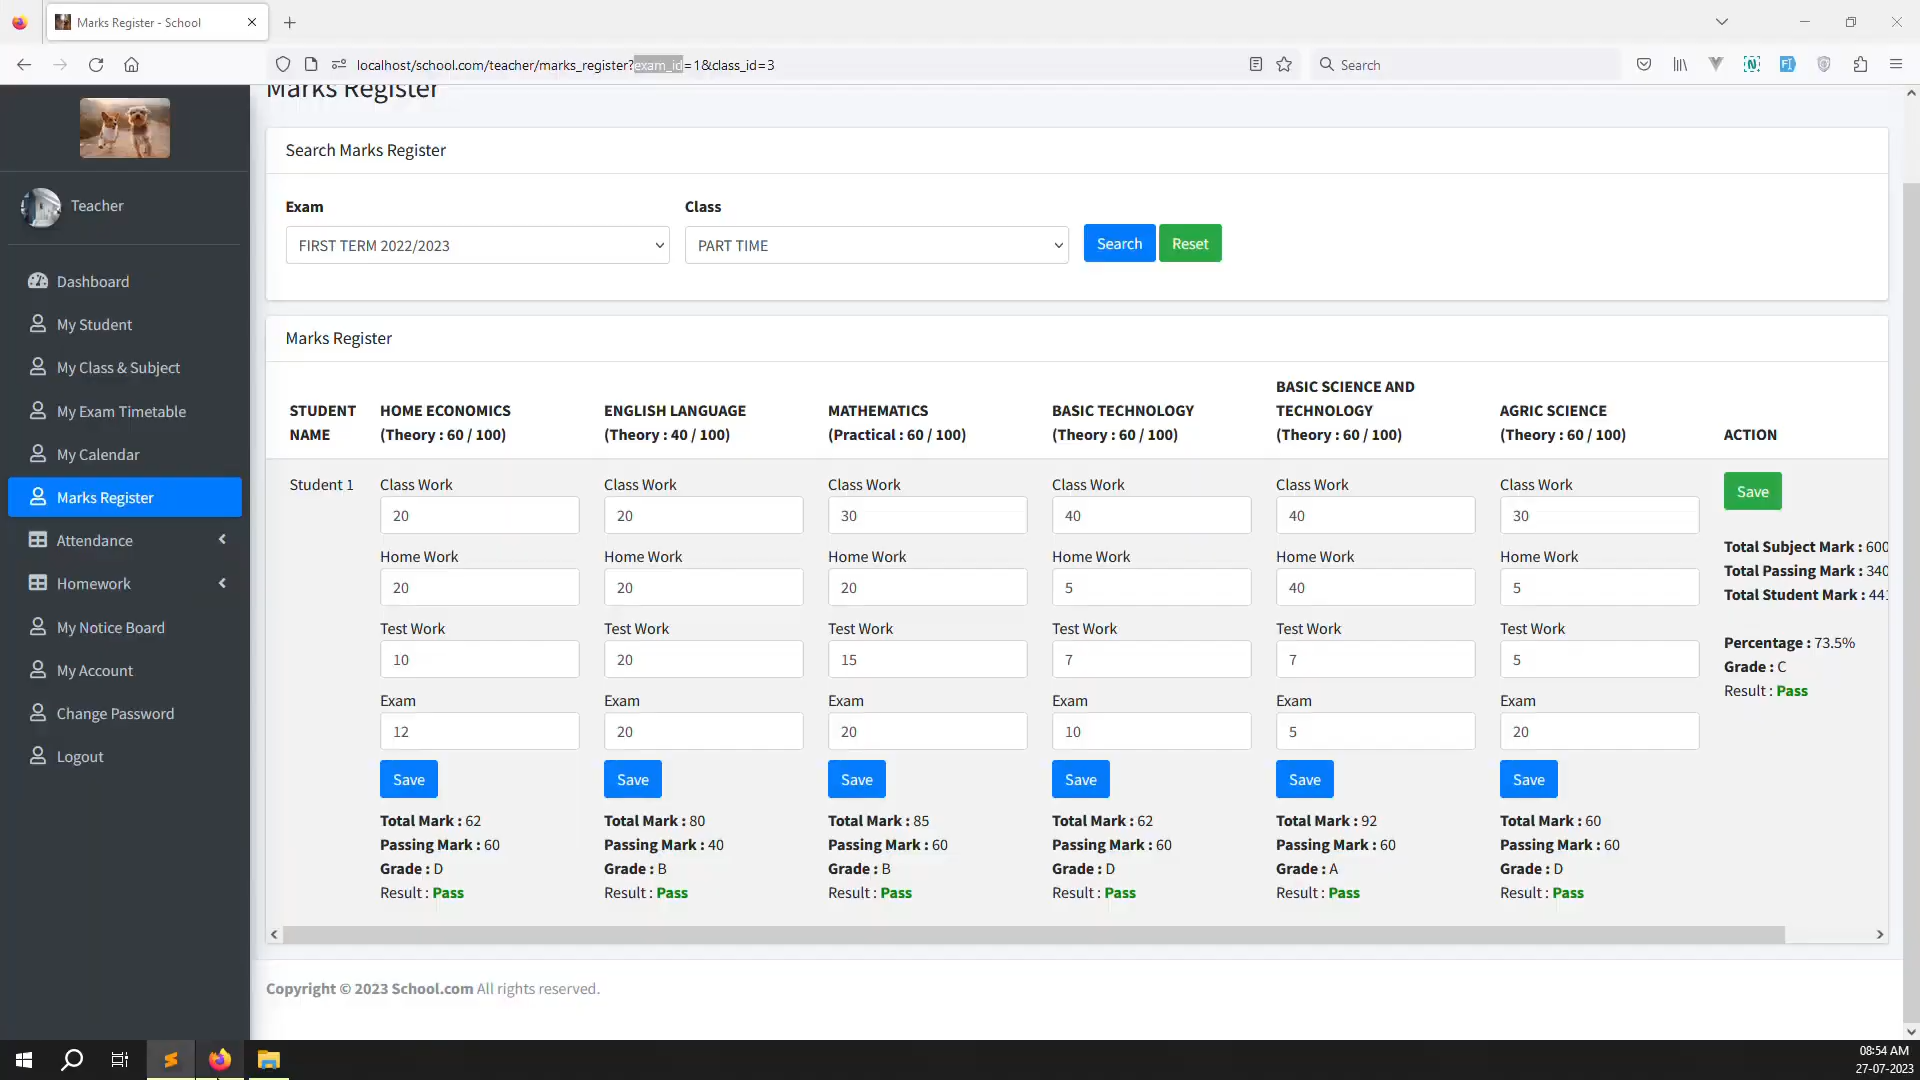 Marks Register - School
localhost/school.com/teacher/marks_register?exam_id=1&class_id=3
Search
Marks Register
Teacher
Dashboard
My Student
My Class & Subject
My Exam Timetable
My Calendar
Marks Register
Attendance
Homework
My Notice Board
My Account
Change Password
Logout
Search Marks Register
Exam Class
FIRST TERM 2022/2023 PART TIME Search Reset
Marks Register
STUDENT NAME
HOME ECONOMICS (Theory : 60 / 100)
ENGLISH LANGUAGE (Theory : 40 / 100)
MATHEMATICS (Practical : 60 / 100)
BASIC TECHNOLOGY (Theory : 60 / 100)
BASIC SCIENCE AND TECHNOLOGY (Theory : 60 / 100)
AGRIC SCIENCE (Theory : 60 / 100)
ACTION
Student 1 Class Work Class Work Class Work Class Work Class Work Class Work Save
20 20 30 40 40 30
Total Subject Mark : 600
Home Work Home Work Home Work Home Work Home Work Home Work
Total Passing Mark : 340
20 20 20 5 40 5
Total Student Mark : 441
Test Work Test Work Test Work Test Work Test Work Test Work
Percentage : 73.5%
10 20 15 7 7 5
Grade : C
Result : Pass
Exam Exam Exam Exam Exam Exam
12 20 20 10 5 20
Save Save Save Save Save Save
Total Mark : 62 Total Mark : 80 Total Mark : 85 Total Mark : 62 Total Mark : 92 Total Mark : 60
Passing Mark : 60 Passing Mark : 40 Passing Mark : 60 Passing Mark : 60 Passing Mark : 60 Passing Mark : 60
Grade : D Grade : B Grade : B Grade : D Grade : A Grade : D
Result : Pass Result : Pass Result : Pass Result : Pass Result : Pass Result : Pass
Copyright © 2023 School.com All rights reserved.
08:54 AM
27-07-2023